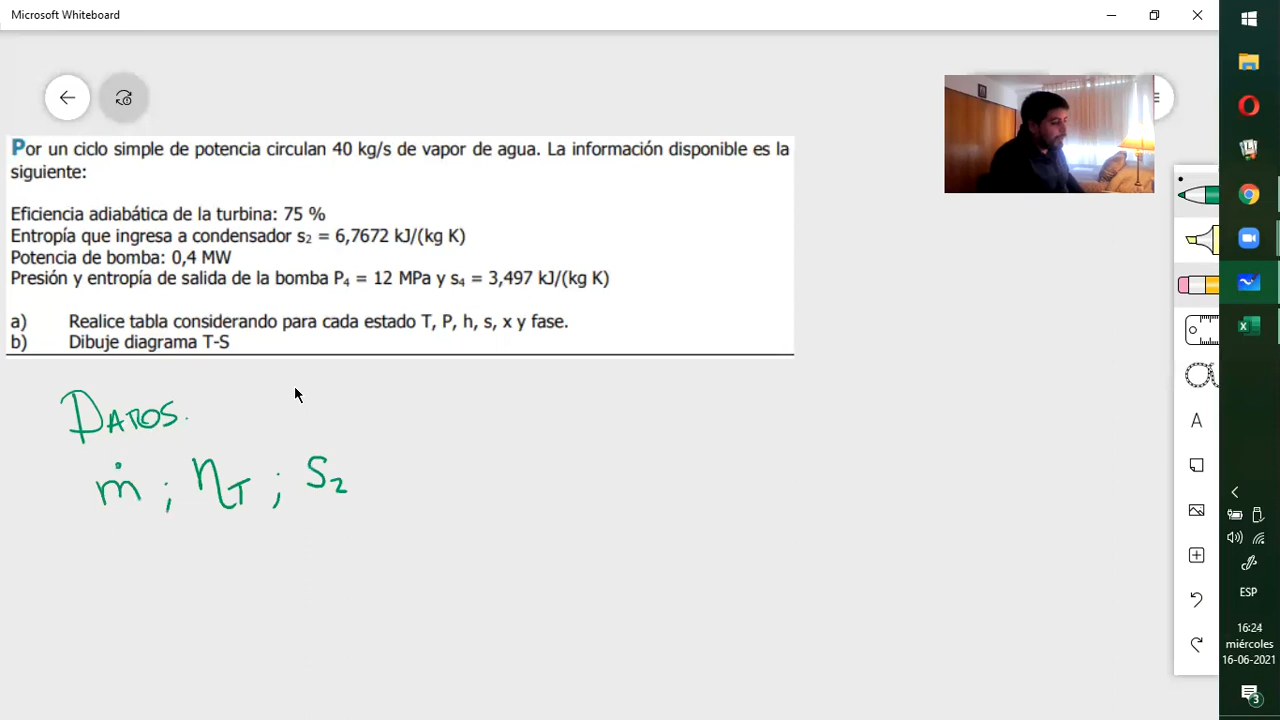 Microsoft Whiteboard
Por un ciclo simple de potencia circulan 40 kg/s de vapor de agua. La información disponible es la
siguiente:
Eficiencia adiabática de la turbina: 75 %
Entropía que ingresa a condensador s₂ = 6,7672 kJ/(kg K)
Potencia de bomba: 0,4 MW
Presión y entropía de salida de la bomba P₄ = 12 MPa y s₄ = 3,497 kJ/(kg K)
a) Realice tabla considerando para cada estado T, P, h, s, x y fase.
b) Dibuje diagrama T-S
DATOS.
ṁ ; η_T ; S₂
A
ESP
16:24
miércoles
16-06-2021
3